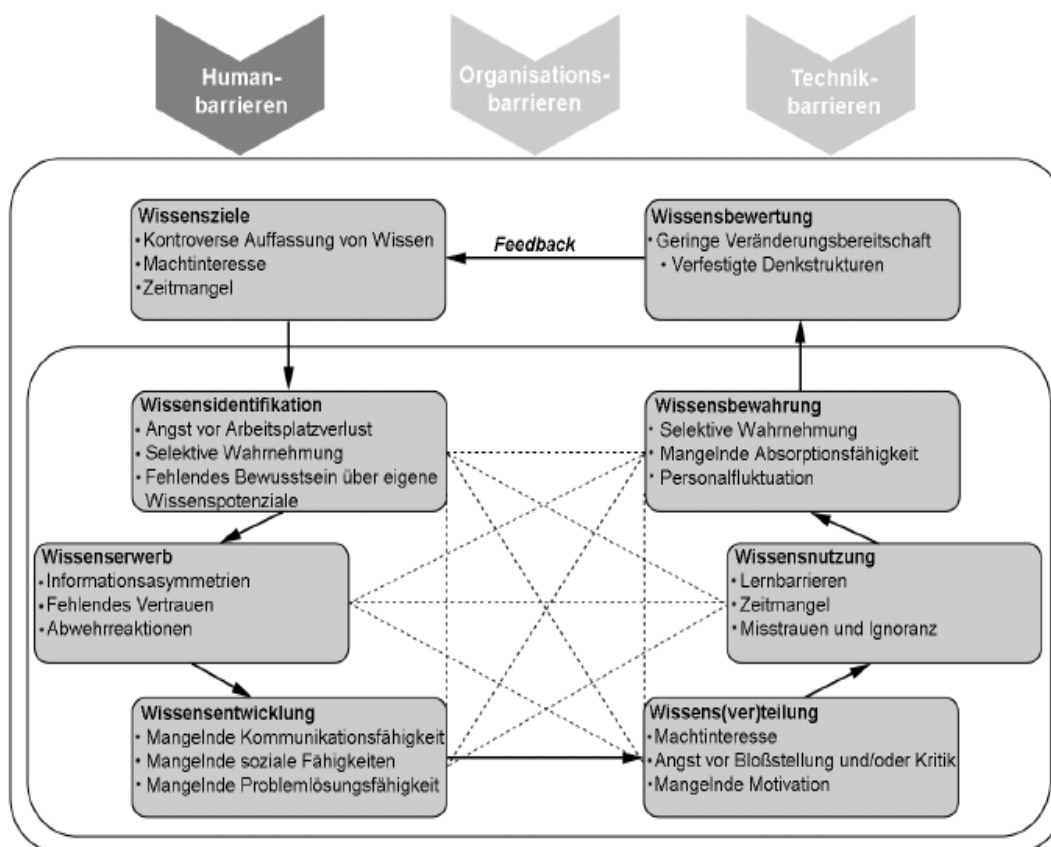 Human-
barrieren
Organisations-
barrieren
Technik-
barrieren
Wissensziele
• Kontroverse Auffassung von Wissen
• Machtinteresse
• Zeitmangel
Feedback
Wissensbewertung
• Geringe Veränderungsbereitschaft
• Verfestigte Denkstrukturen
Wissensidentifikation
• Angst vor Arbeitsplatzverlust
• Selektive Wahrnehmung
• Fehlendes Bewusstsein über eigene
Wissenspotenziale
Wissensbewahrung
• Selektive Wahrnehmung
• Mangelnde Absorptionsfähigkeit
• Personalfluktuation
Wissenserwerb
• Informationsasymmetrien
• Fehlendes Vertrauen
• Abwehrreaktionen
Wissensnutzung
• Lernbarrieren
• Zeitmangel
• Misstrauen und Ignoranz
Wissensentwicklung
• Mangelnde Kommunikationsfähigkeit
• Mangelnde soziale Fähigkeiten
• Mangelnde Problemlösungsfähigkeit
Wissens(ver)teilung
• Machtinteresse
• Angst vor Bloßstellung und/oder Kritik
• Mangelnde Motivation